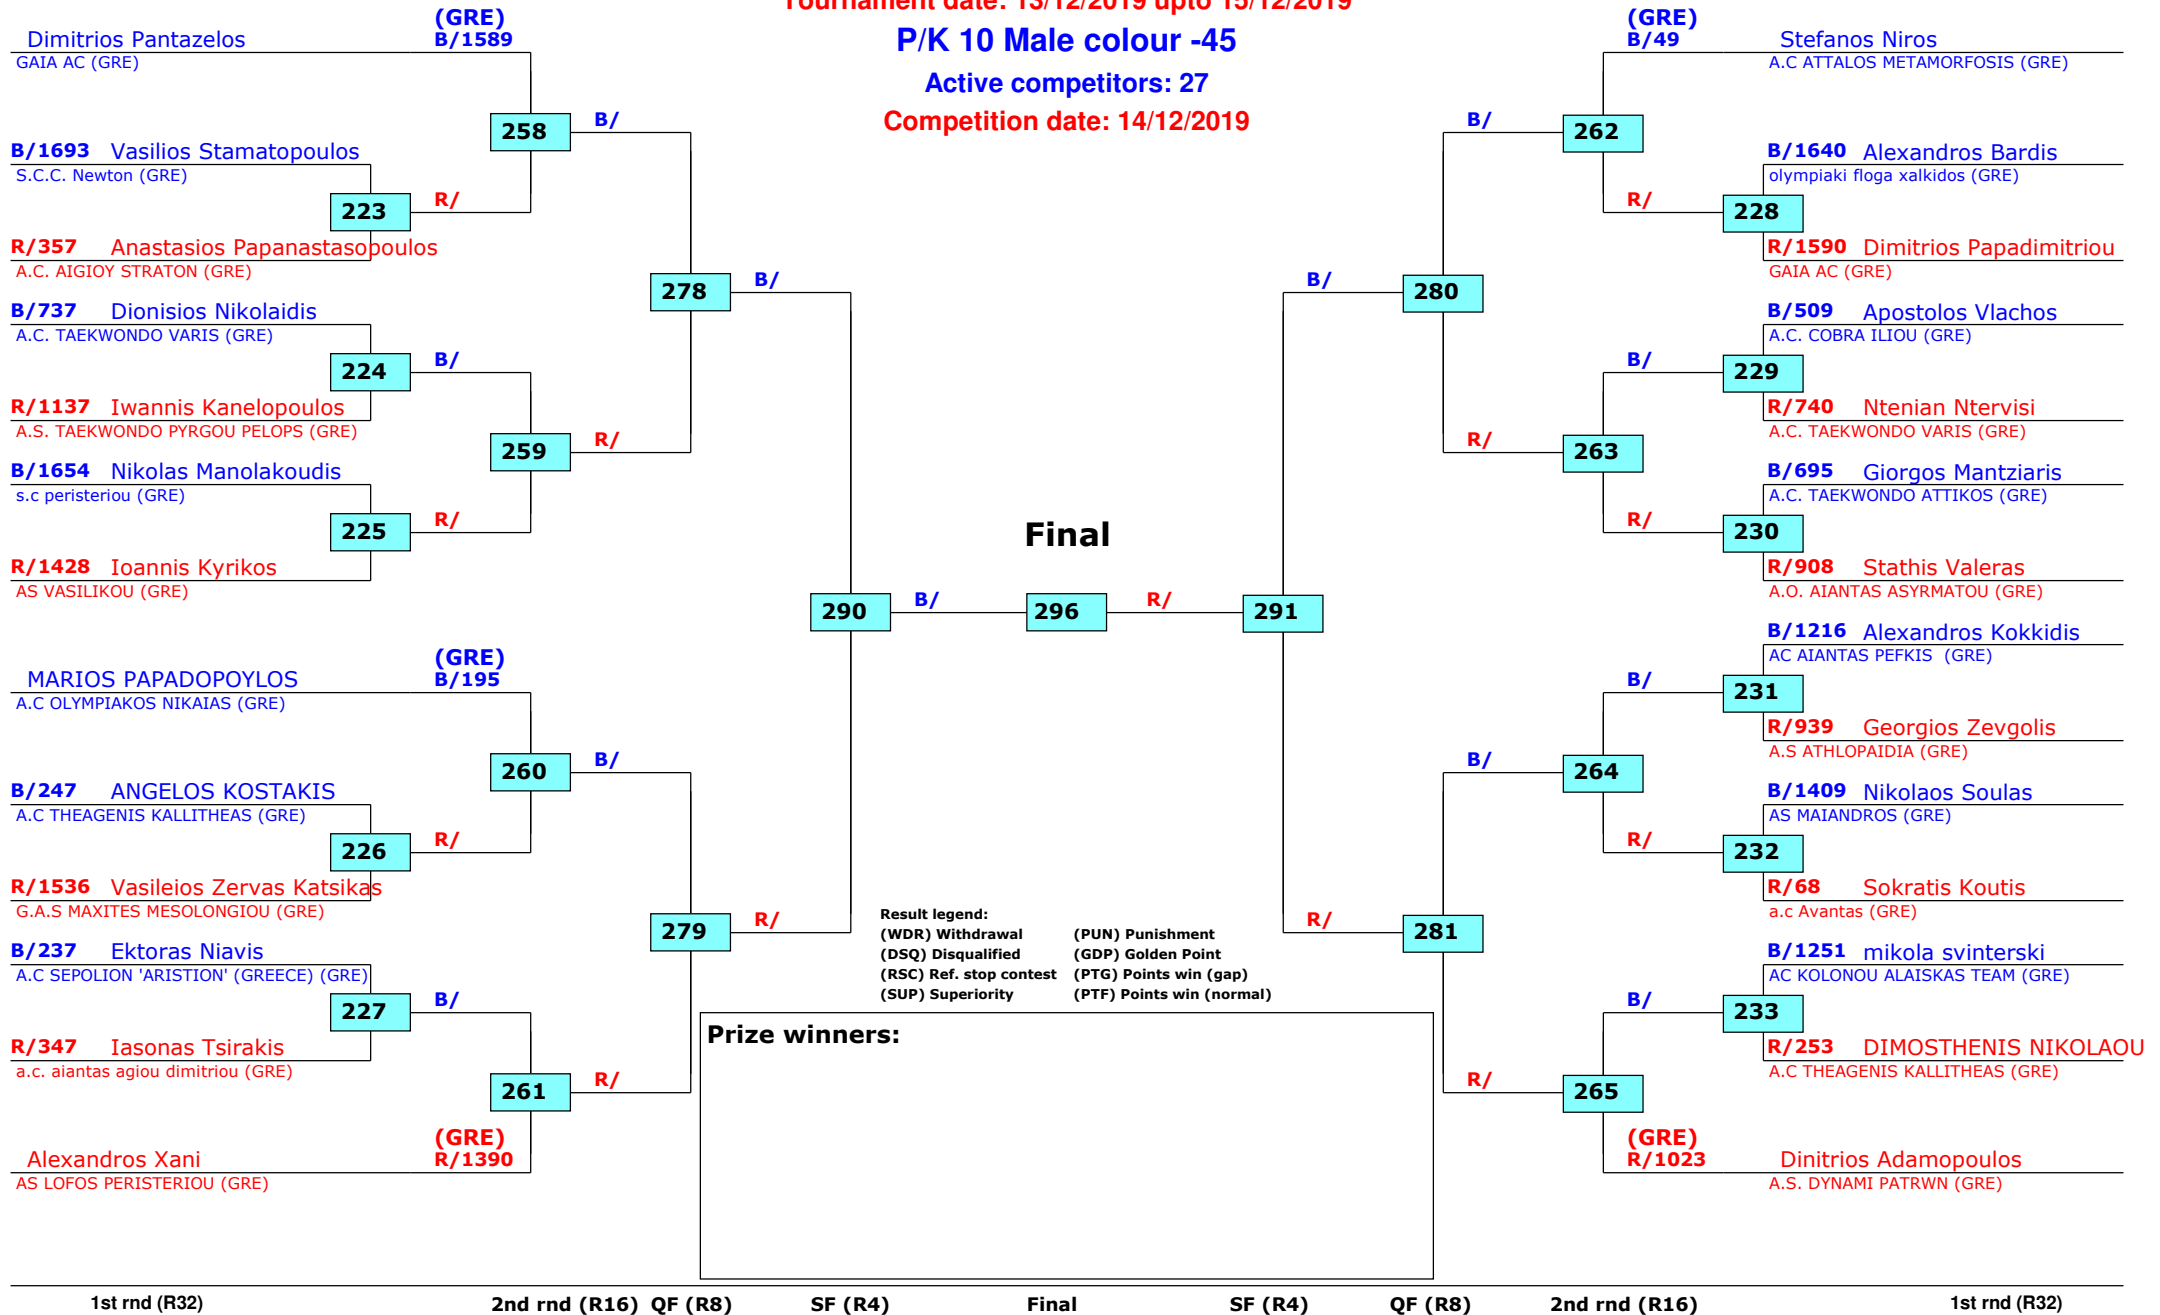 Tournament date: 13/12/2019 upto 15/12/2019
P/K 10 Male colour -45
Active competitors: 27
Competition date: 14/12/2019
(GRE)
Dimitrios Pantazelos B/1589
GAIA AC (GRE)
258 B/
B/1693 Vasilios Stamatopoulos
S.C.C. Newton (GRE)
223 R/
R/357 Anastasios Papanastasopoulos
A.C. AIGIOY STRATON (GRE)
278 B/
B/737 Dionisios Nikolaidis
A.C. TAEKWONDO VARIS (GRE)
224 B/
R/1137 Iwannis Kanelopoulos
A.S. TAEKWONDO PYRGOU PELOPS (GRE)
259 R/
B/1654 Nikolas Manolakoudis
s.c peristeriou (GRE)
225 R/
R/1428 Ioannis Kyrikos
AS VASILIKOU (GRE)
290 B/
(GRE)
MARIOS PAPADOPOYLOS B/195
A.C OLYMPIAKOS NIKAIAS (GRE)
260 B/
B/247 ANGELOS KOSTAKIS
A.C THEAGENIS KALLITHEAS (GRE)
226 R/
R/1536 Vasileios Zervas Katsikas
G.A.S MAXITES MESOLONGIOU (GRE)
279 R/
B/237 Ektoras Niavis
A.C SEPOLION 'ARISTION' (GREECE) (GRE)
227 B/
R/347 Iasonas Tsirakis
a.c. aiantas agiou dimitriou (GRE)
261 R/
(GRE)
Alexandros Xani R/1390
AS LOFOS PERISTERIOU (GRE)
Final
296
(GRE)
B/49 Stefanos Niros
A.C ATTALOS METAMORFOSIS (GRE)
B/ 262
B/1640 Alexandros Bardis
olympiaki floga xalkidos (GRE)
R/ 228
R/1590 Dimitrios Papadimitriou
GAIA AC (GRE)
B/ 280
B/509 Apostolos Vlachos
A.C. COBRA ILIOU (GRE)
B/ 229
R/740 Ntenian Ntervisi
A.C. TAEKWONDO VARIS (GRE)
R/ 263
B/695 Giorgos Mantziaris
A.C. TAEKWONDO ATTIKOS (GRE)
R/ 230
R/908 Stathis Valeras
A.O. AIANTAS ASYRMATOU (GRE)
R/ 291
B/1216 Alexandros Kokkidis
AC AIANTAS PEFKIS (GRE)
B/ 231
R/939 Georgios Zevgolis
A.S ATHLOPAIDIA (GRE)
B/ 264
B/1409 Nikolaos Soulas
AS MAIANDROS (GRE)
R/ 232
R/68 Sokratis Koutis
a.c Avantas (GRE)
R/ 281
B/1251 mikola svinterski
AC KOLONOU ALAISKAS TEAM (GRE)
B/ 233
R/253 DIMOSTHENIS NIKOLAOU
A.C THEAGENIS KALLITHEAS (GRE)
R/ 265
(GRE)
R/1023 Dinitrios Adamopoulos
A.S. DYNAMI PATRWN (GRE)
Result legend:
(WDR) Withdrawal (PUN) Punishment
(DSQ) Disqualified (GDP) Golden Point
(RSC) Ref. stop contest (PTG) Points win (gap)
(SUP) Superiority (PTF) Points win (normal)
Prize winners:
1st rnd (R32) 2nd rnd (R16) QF (R8) SF (R4) Final SF (R4) QF (R8) 2nd rnd (R16) 1st rnd (R32)